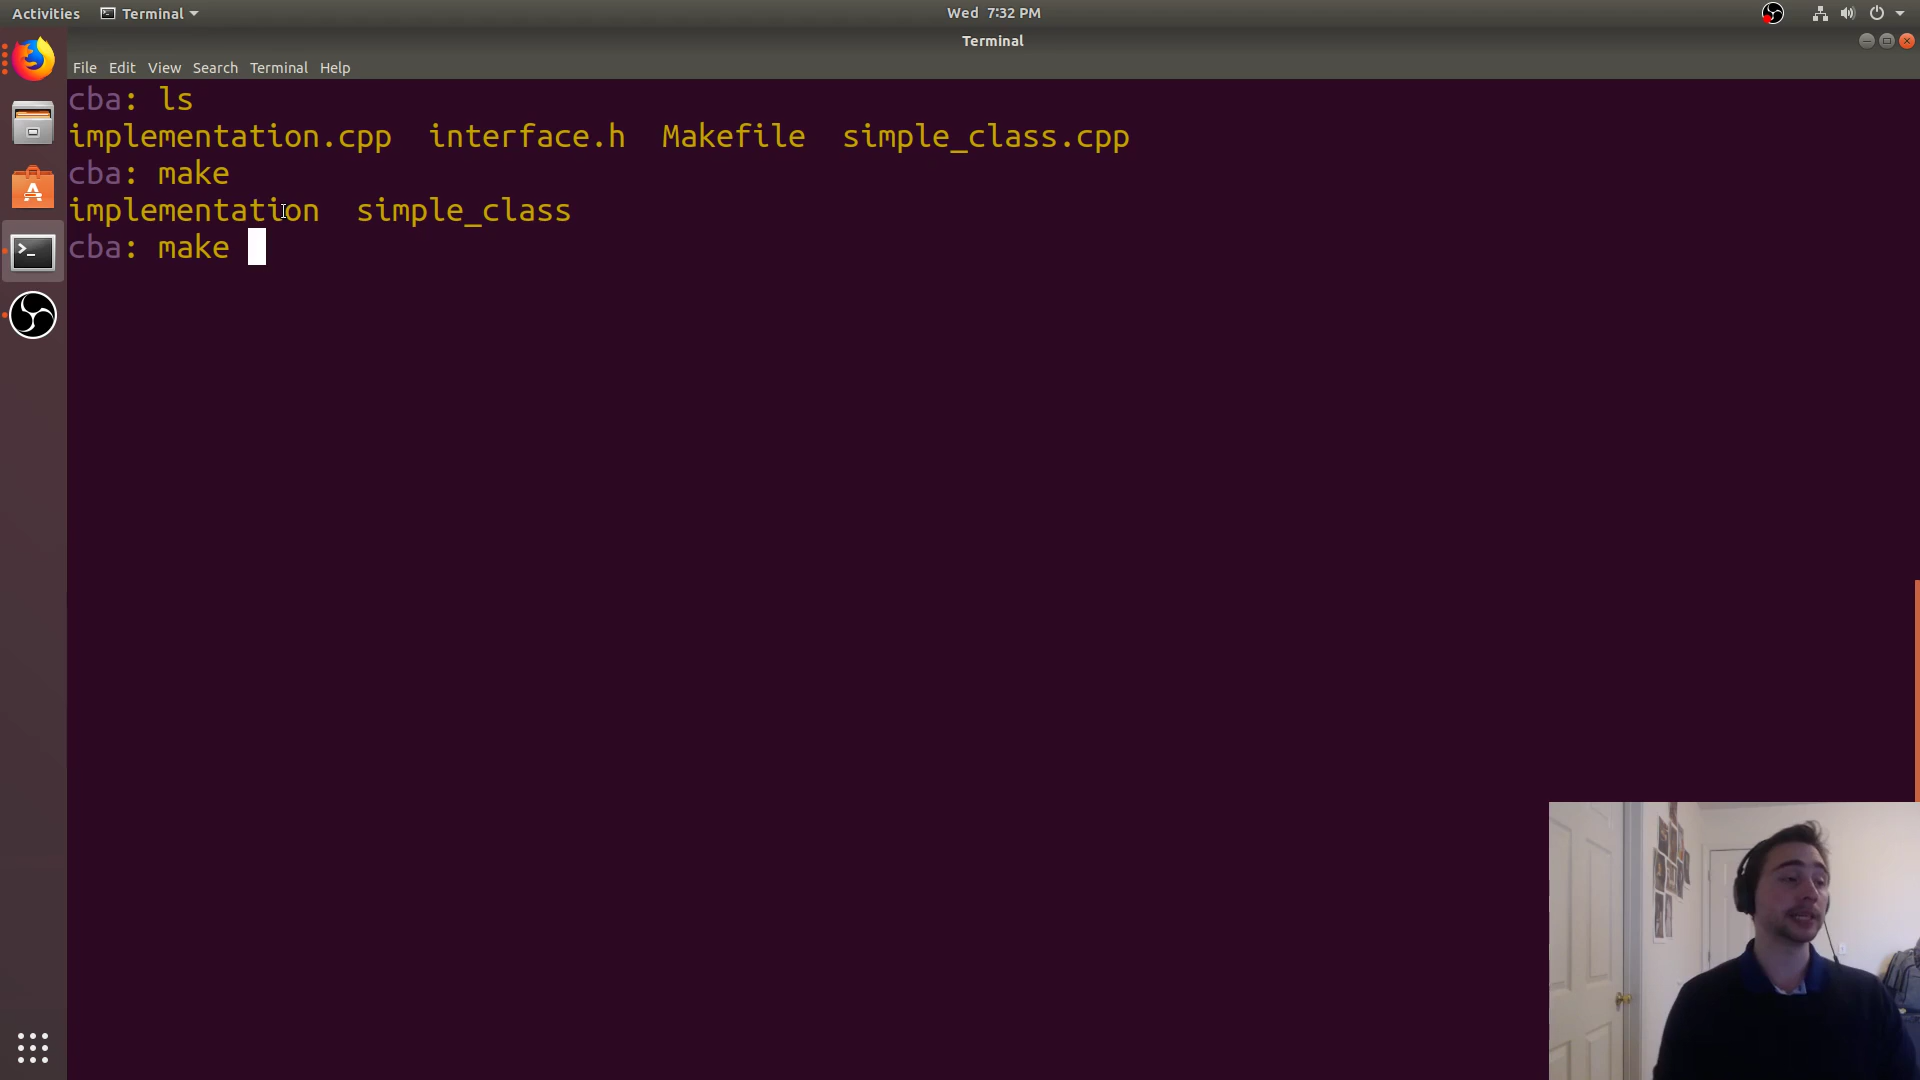 Activities Terminal Wed 7:32 PM
Terminal
File Edit View Search Terminal Help
cba: ls
implementation.cpp interface.h Makefile simple_class.cpp
cba: make
implementation simple_class
cba: make